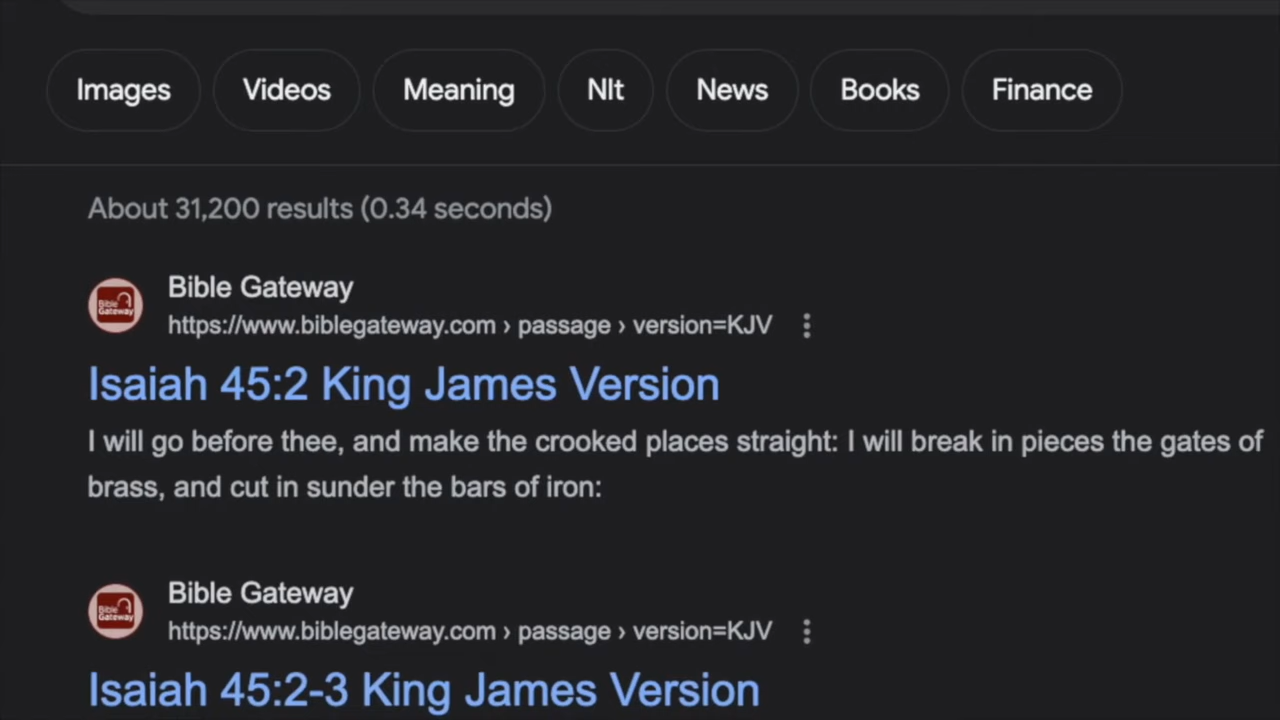 Images Videos Meaning Nlt News Books Finance
About 31,200 results (0.34 seconds)
Bible Gateway
https://www.biblegateway.com › passage › version=KJV
Isaiah 45:2 King James Version
I will go before thee, and make the crooked places straight: I will break in pieces the gates of
brass, and cut in sunder the bars of iron:
Bible Gateway
https://www.biblegateway.com › passage › version=KJV
Isaiah 45:2-3 King James Version